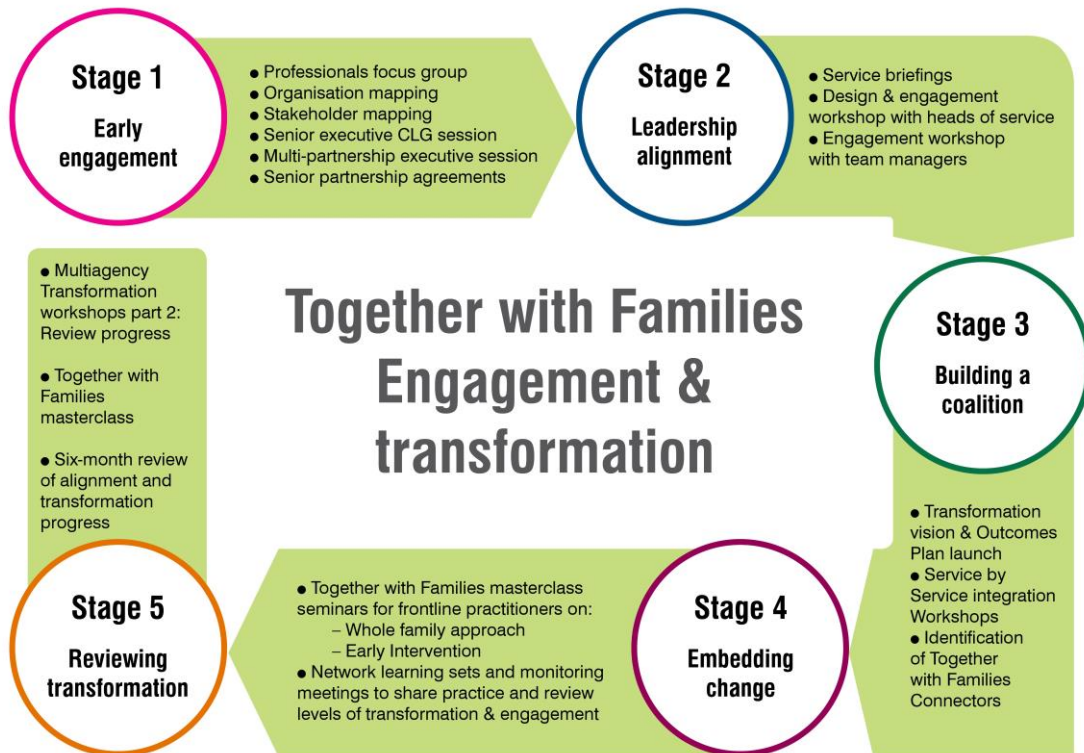 Stage 1
Early
engagement
● Professionals focus group
● Organisation mapping
● Stakeholder mapping
● Senior executive CLG session
● Multi-partnership executive session
● Senior partnership agreements
Stage 2
Leadership
alignment
● Service briefings
● Design & engagement
workshop with heads of service
● Engagement workshop
with team managers
Together with Families
Engagement &
transformation
Stage 3
Building a
coalition
● Transformation
vision & Outcomes
Plan launch
● Service by
Service integration
Workshops
● Identification
of Together
with Families
Connectors
Stage 4
Embedding
change
● Together with Families masterclass
seminars for frontline practitioners on:
– Whole family approach
– Early Intervention
● Network learning sets and monitoring
meetings to share practice and review
levels of transformation & engagement
Stage 5
Reviewing
transformation
● Multiagency
Transformation
workshops part 2:
Review progress
● Together with
Families
masterclass
● Six-month review
of alignment and
transformation
progress